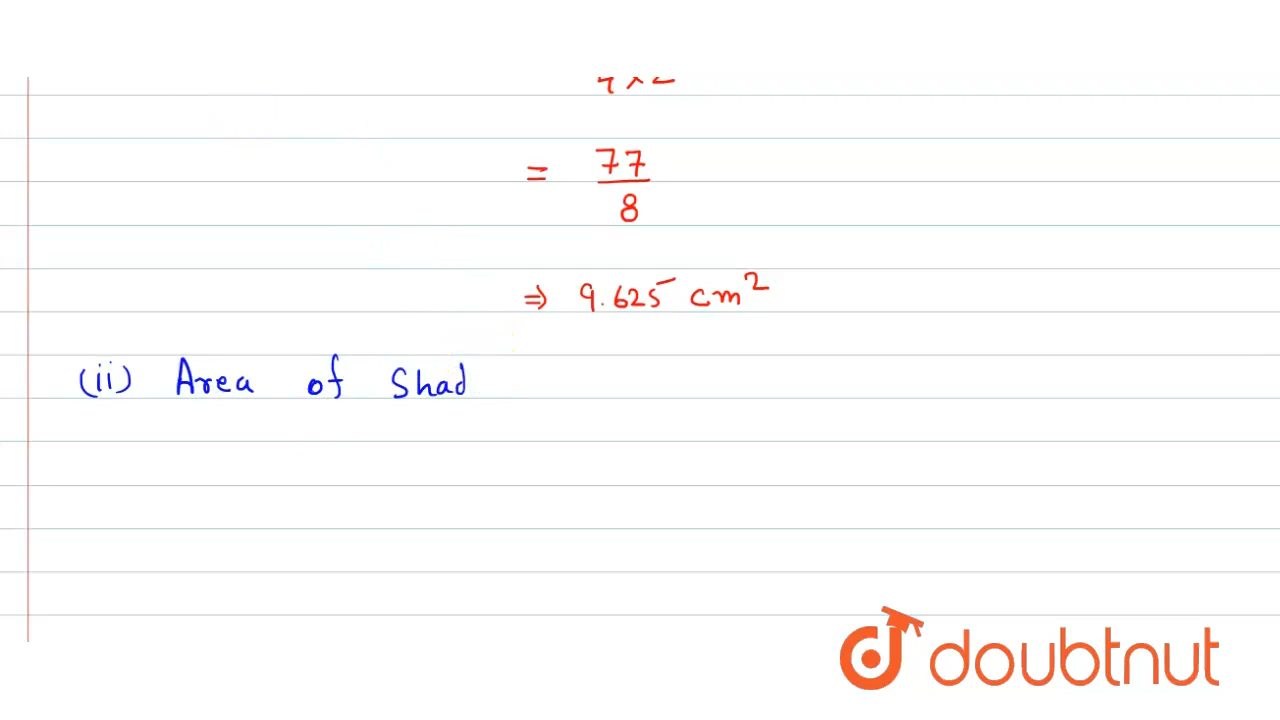 = 77
8
⇒ 9.625 cm²
(ii) Area of Shad
doubtnut